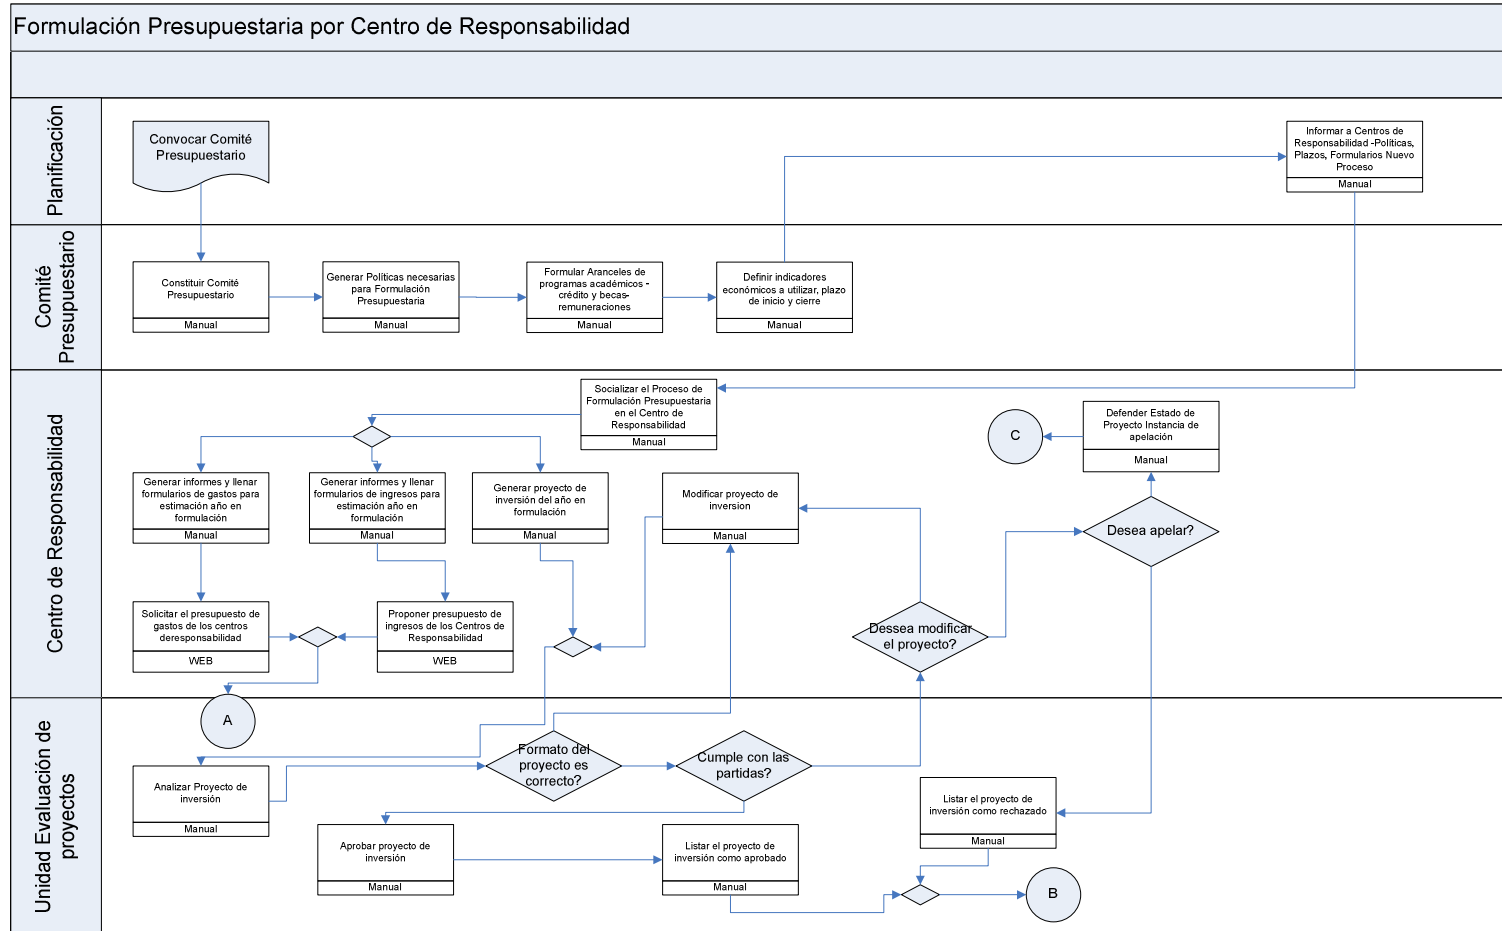 Formulación Presupuestaria por Centro de Responsabilidad
Planificación
Convocar Comité
Presupuestario
Informar a Centros de
Responsabilidad -Políticas,
Plazos, Formularios Nuevo
Proceso
Manual
Comité
Presupuestario
Constituir Comité
Presupuestario
Manual
Generar Políticas necesarias
para Formulación
Presupuestaria
Manual
Formular Aranceles de
programas académicos -
crédito y becas-
remuneraciones
Manual
Definir indicadores
económicos a utilizar, plazo
de inicio y cierre
Manual
Centro de Responsabilidad
Socializar el Proceso de
Formulación Presupuestaria
en el Centro de
Responsabilidad
Manual
C
Defender Estado de
Proyecto Instancia de
apelación
Manual
Generar informes y llenar
formularios de gastos para
estimación año en
formulación
Manual
Generar informes y llenar
formularios de ingresos para
estimación año en
formulación
Manual
Generar proyecto de
inversión del año en
formulación
Manual
Modificar proyecto de
inversion
Manual
Desea apelar?
Solicitar el presupuesto de
gastos de los centros
deresponsabilidad
WEB
Proponer presupuesto de
ingresos de los Centros de
Responsabilidad
WEB
Dessea modificar
el proyecto?
A
Unidad Evaluación de
proyectos
Analizar Proyecto de
inversión
Manual
Formato del
proyecto es
correcto?
Cumple con las
partidas?
Listar el proyecto de
inversión como rechazado
Manual
Aprobar proyecto de
inversión
Manual
Listar el proyecto de
inversión como aprobado
Manual
B